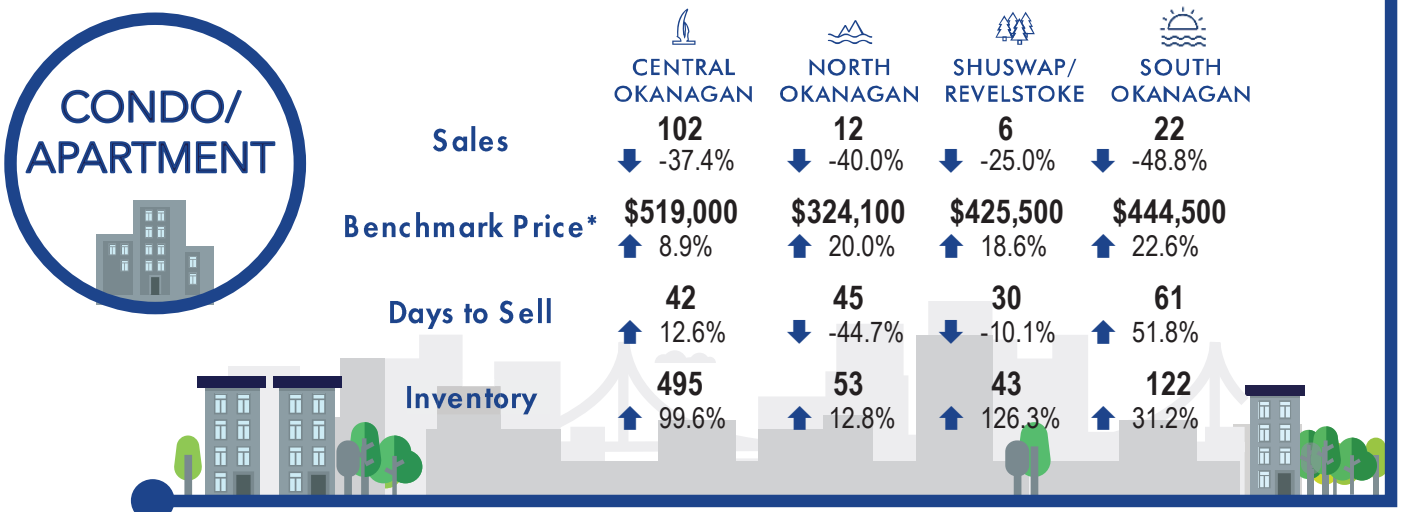 CONDO/
APARTMENT
CENTRAL
OKANAGAN
NORTH
OKANAGAN
SHUSWAP/
REVELSTOKE
SOUTH
OKANAGAN
Sales
102
12
6
22
-37.4%
-40.0%
-25.0%
-48.8%
Benchmark Price*
$519,000
$324,100
$425,500
$444,500
8.9%
20.0%
18.6%
22.6%
Days to Sell
42
45
30
61
12.6%
-44.7%
-10.1%
51.8%
Inventory
495
53
43
122
99.6%
12.8%
126.3%
31.2%